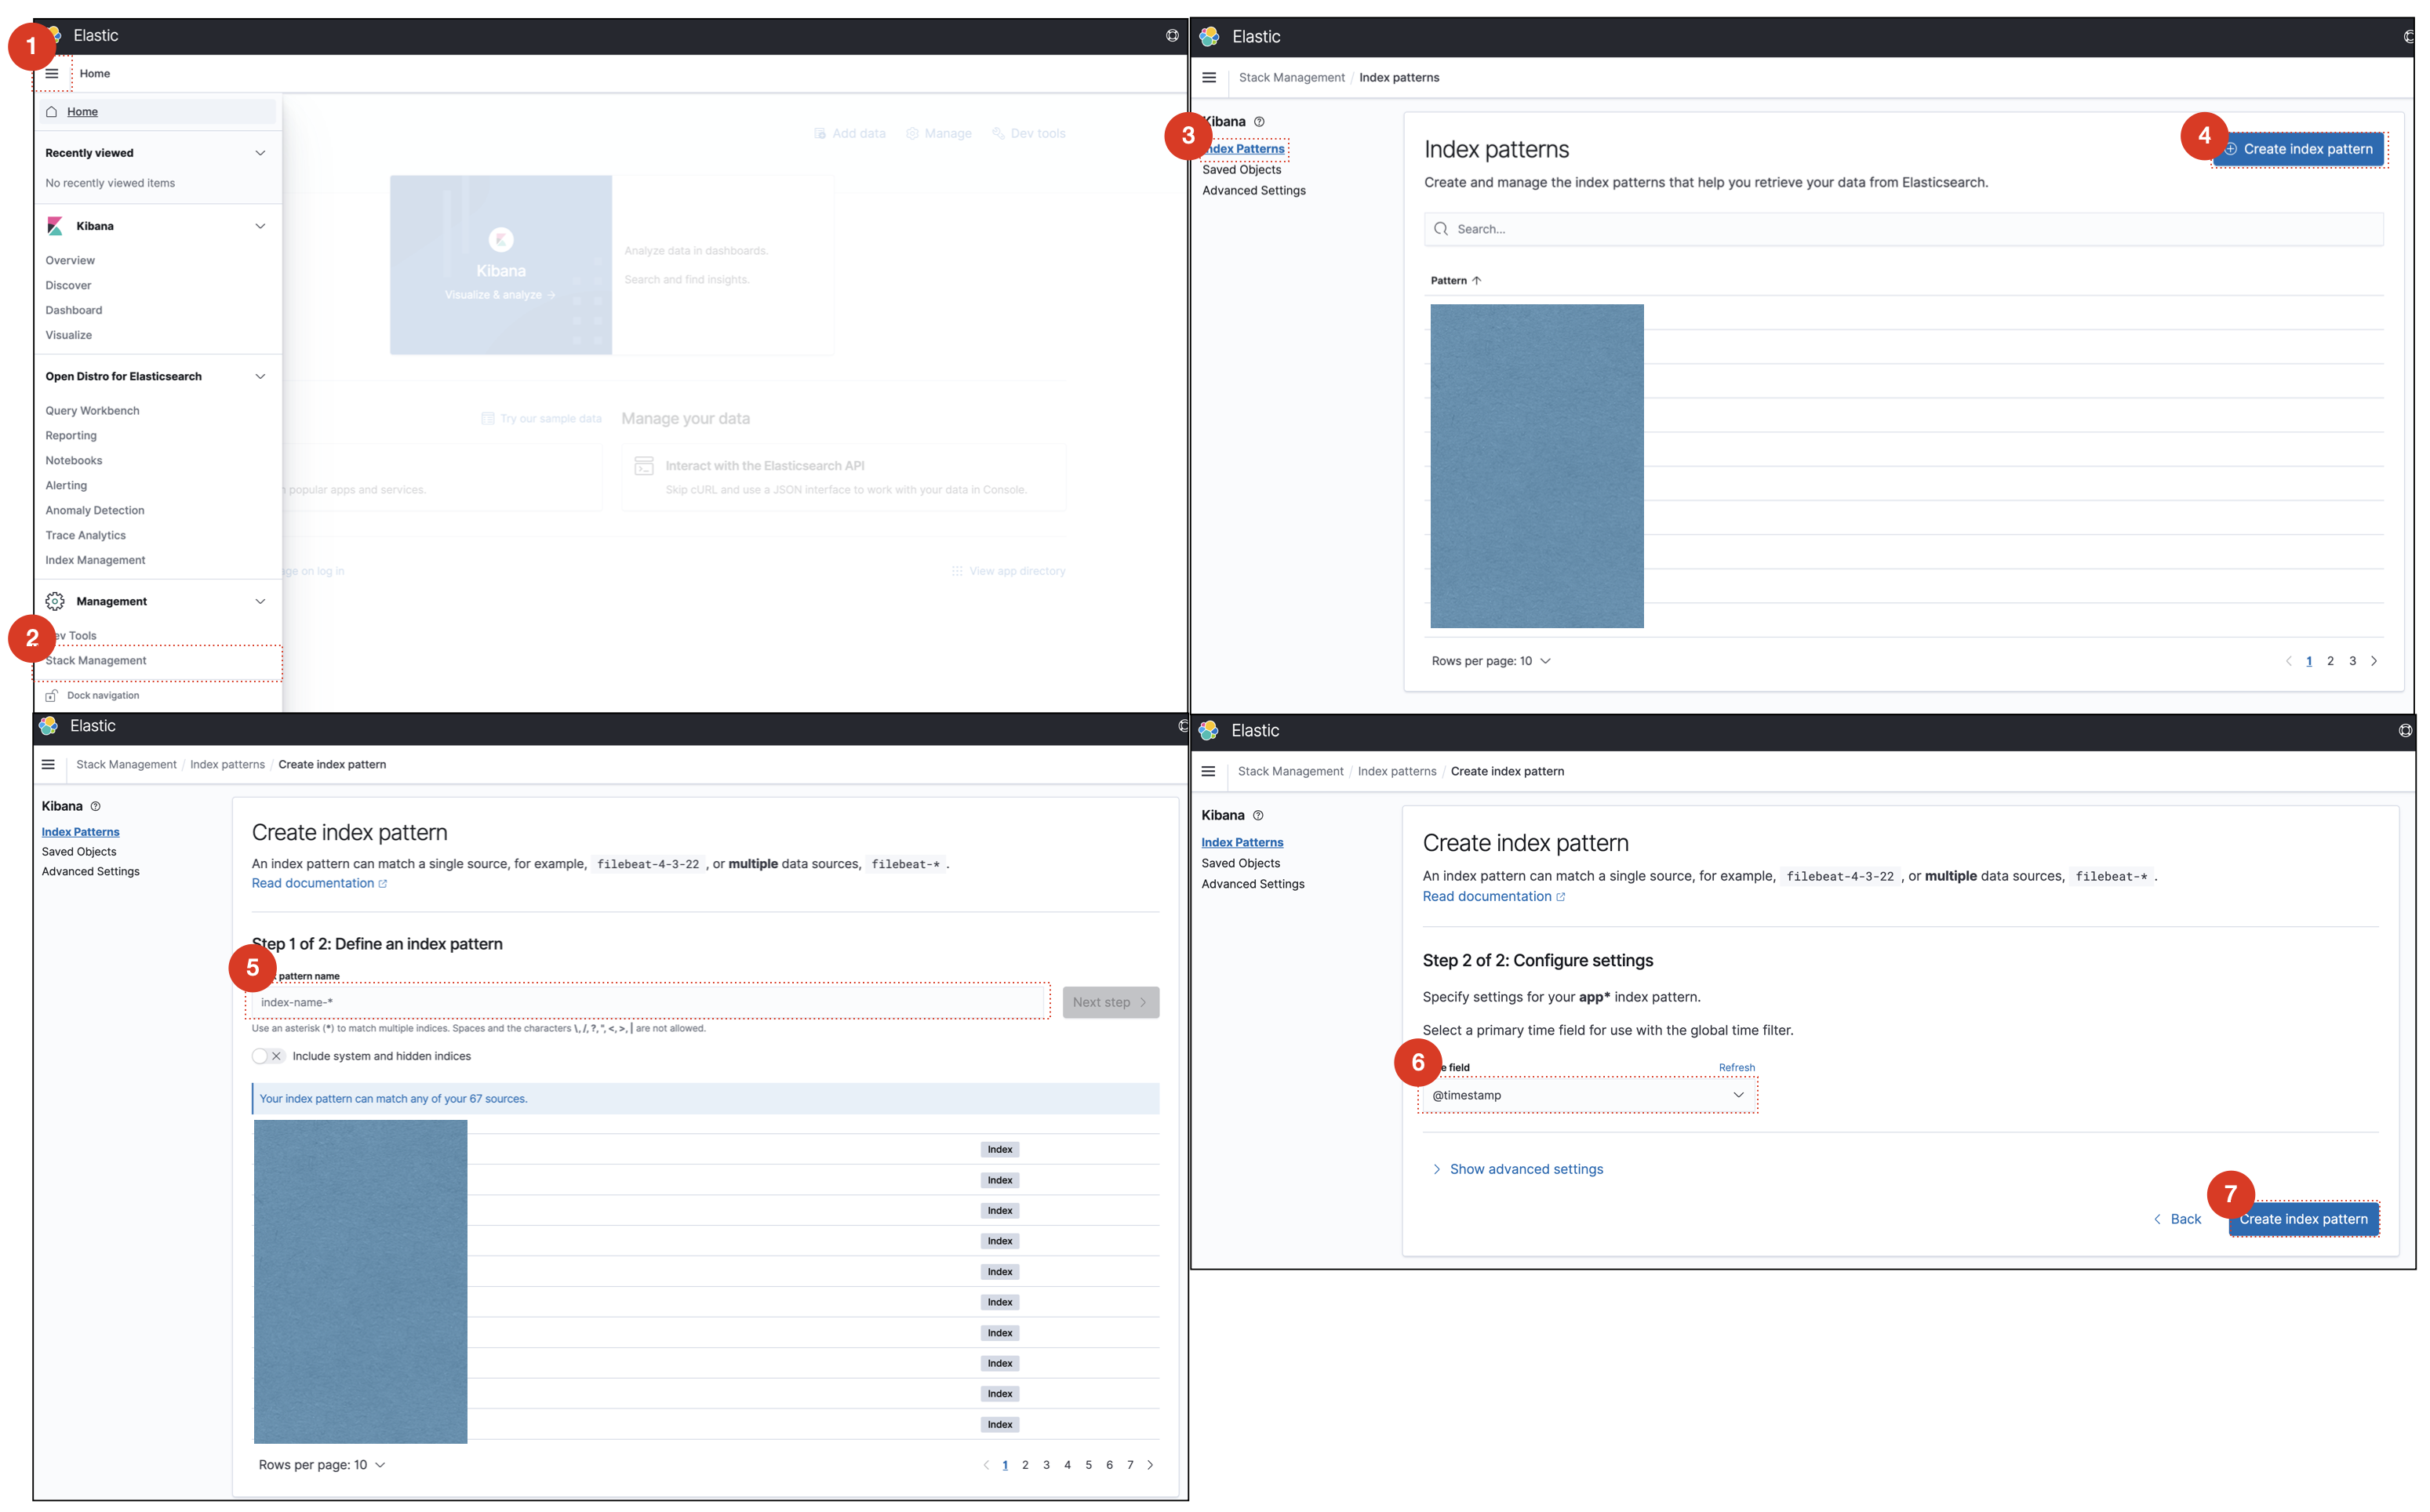 1
Elastic
Home
Home
Recently viewed
No recently viewed items
Kibana
Overview
Discover
Dashboard
Visualize
Open Distro for Elasticsearch
Query Workbench
Reporting
Notebooks
Alerting
Anomaly Detection
Trace Analytics
Index Management
Management
2
ev Tools
Stack Management
Dock navigation
Add data
Manage
Dev tools
Kibana
Visualize & analyze →
Analyze data in dashboards.
Search and find insights.
Try our sample data
Manage your data
Interact with the Elasticsearch API
popular apps and services.
Skip cURL and use a JSON interface to work with your data in Console.
on log in
View app directory
Elastic
Stack Management / Index patterns
Kibana
3
Index Patterns
Saved Objects
Advanced Settings
Index patterns
4
Create index pattern
Create and manage the index patterns that help you retrieve your data from Elasticsearch.
Search...
Pattern ↑
Rows per page: 10
< 1 2 3 >
Elastic
Stack Management / Index patterns / Create index pattern
Kibana
Index Patterns
Saved Objects
Advanced Settings
Create index pattern
An index pattern can match a single source, for example, filebeat-4-3-22 , or multiple data sources, filebeat-* .
Read documentation
Step 1 of 2: Define an index pattern
5
pattern name
index-name-*
Next step >
Use an asterisk (*) to match multiple indices. Spaces and the characters \, /, ?, ", <, >, | are not allowed.
Include system and hidden indices
Your index pattern can match any of your 67 sources.
Index
Index
Index
Index
Index
Index
Index
Index
Index
Index
Rows per page: 10
< 1 2 3 4 5 6 7 >
Elastic
Stack Management / Index patterns / Create index pattern
Kibana
Index Patterns
Saved Objects
Advanced Settings
Create index pattern
An index pattern can match a single source, for example, filebeat-4-3-22 , or multiple data sources, filebeat-* .
Read documentation
Step 2 of 2: Configure settings
Specify settings for your app* index pattern.
Select a primary time field for use with the global time filter.
6
e field
Refresh
@timestamp
> Show advanced settings
7
< Back
Create index pattern